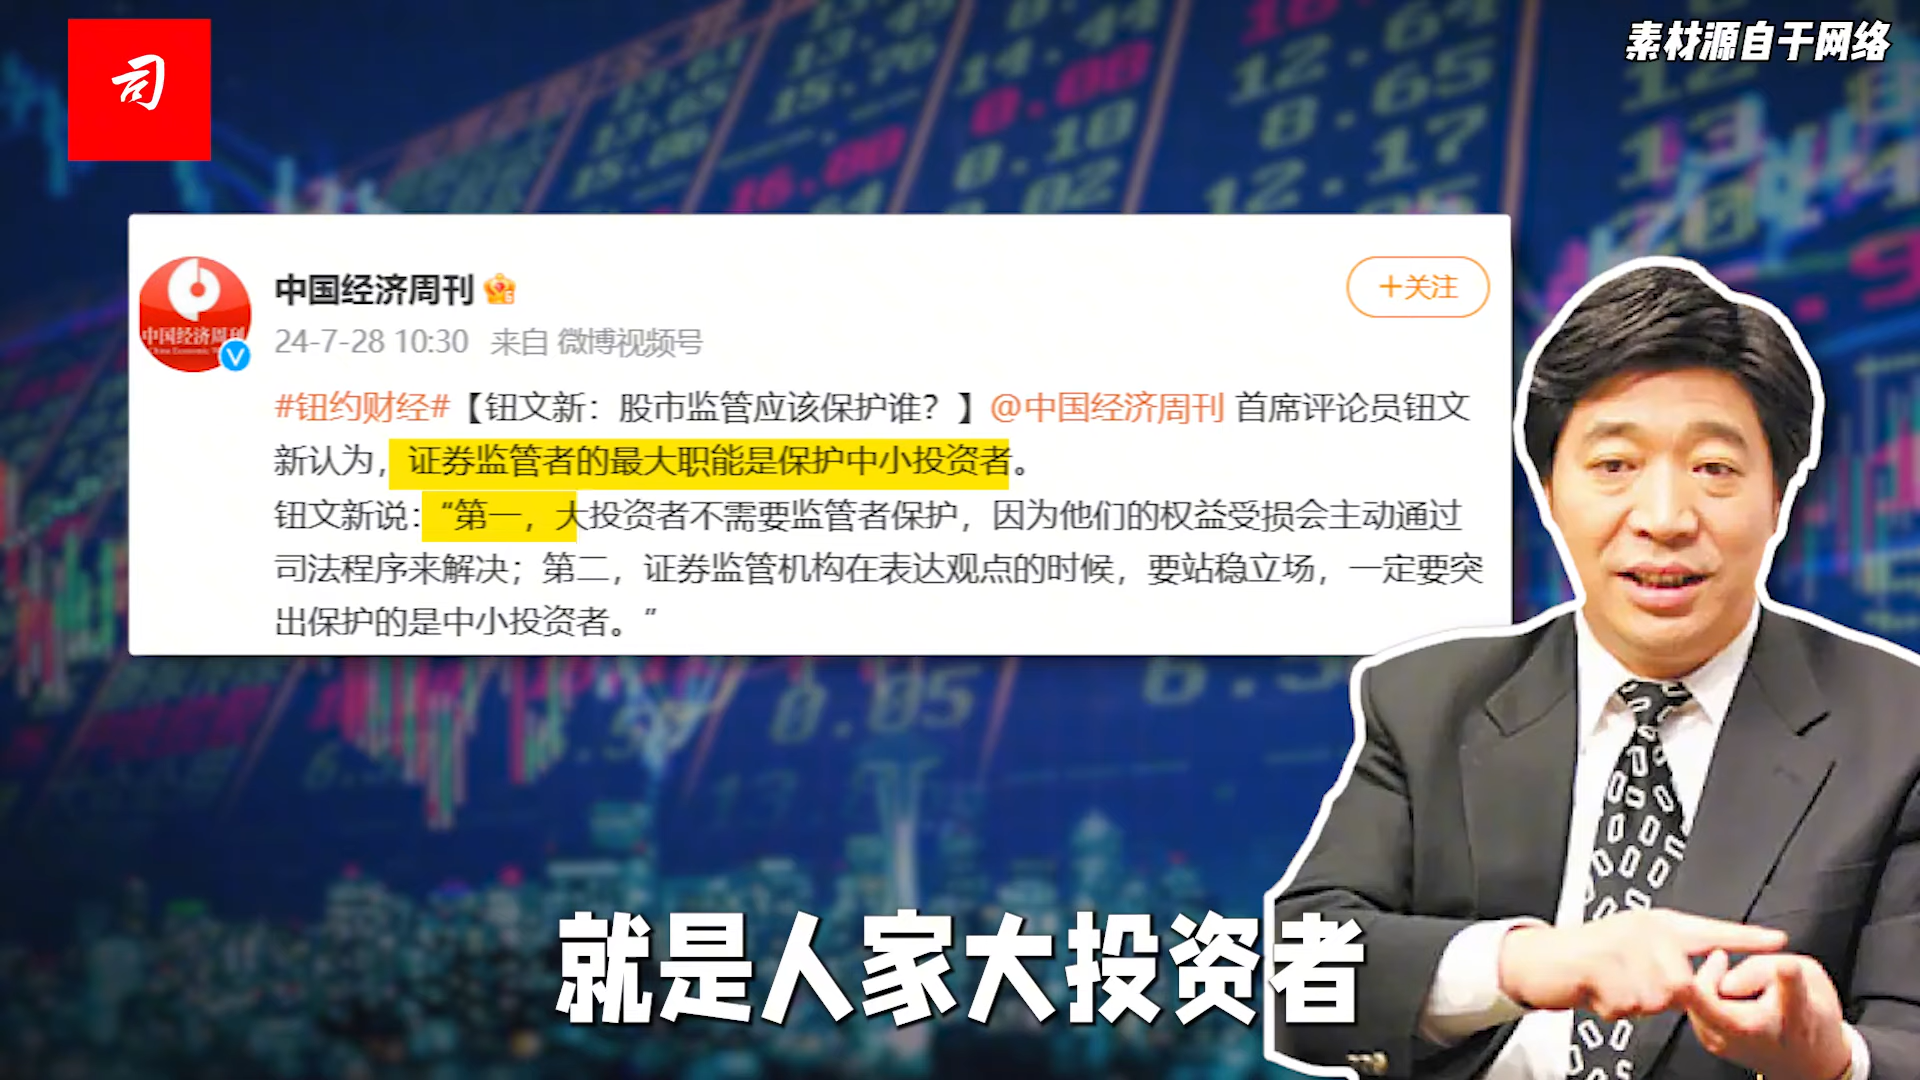 司
素材源自于网络
中国经济周刊
+关注
中国经济周刊
24-7-28 10:30 来自 微博视频号
#钮约财经#【钮文新：股市监管应该保护谁？】@中国经济周刊 首席评论员钮文
新认为，证券监管者的最大职能是保护中小投资者。
钮文新说：“第一，大投资者不需要监管者保护，因为他们的权益受损会主动通过
司法程序来解决；第二，证券监管机构在表达观点的时候，要站稳立场，一定要突
出保护的是中小投资者。”
就是人家大投资者